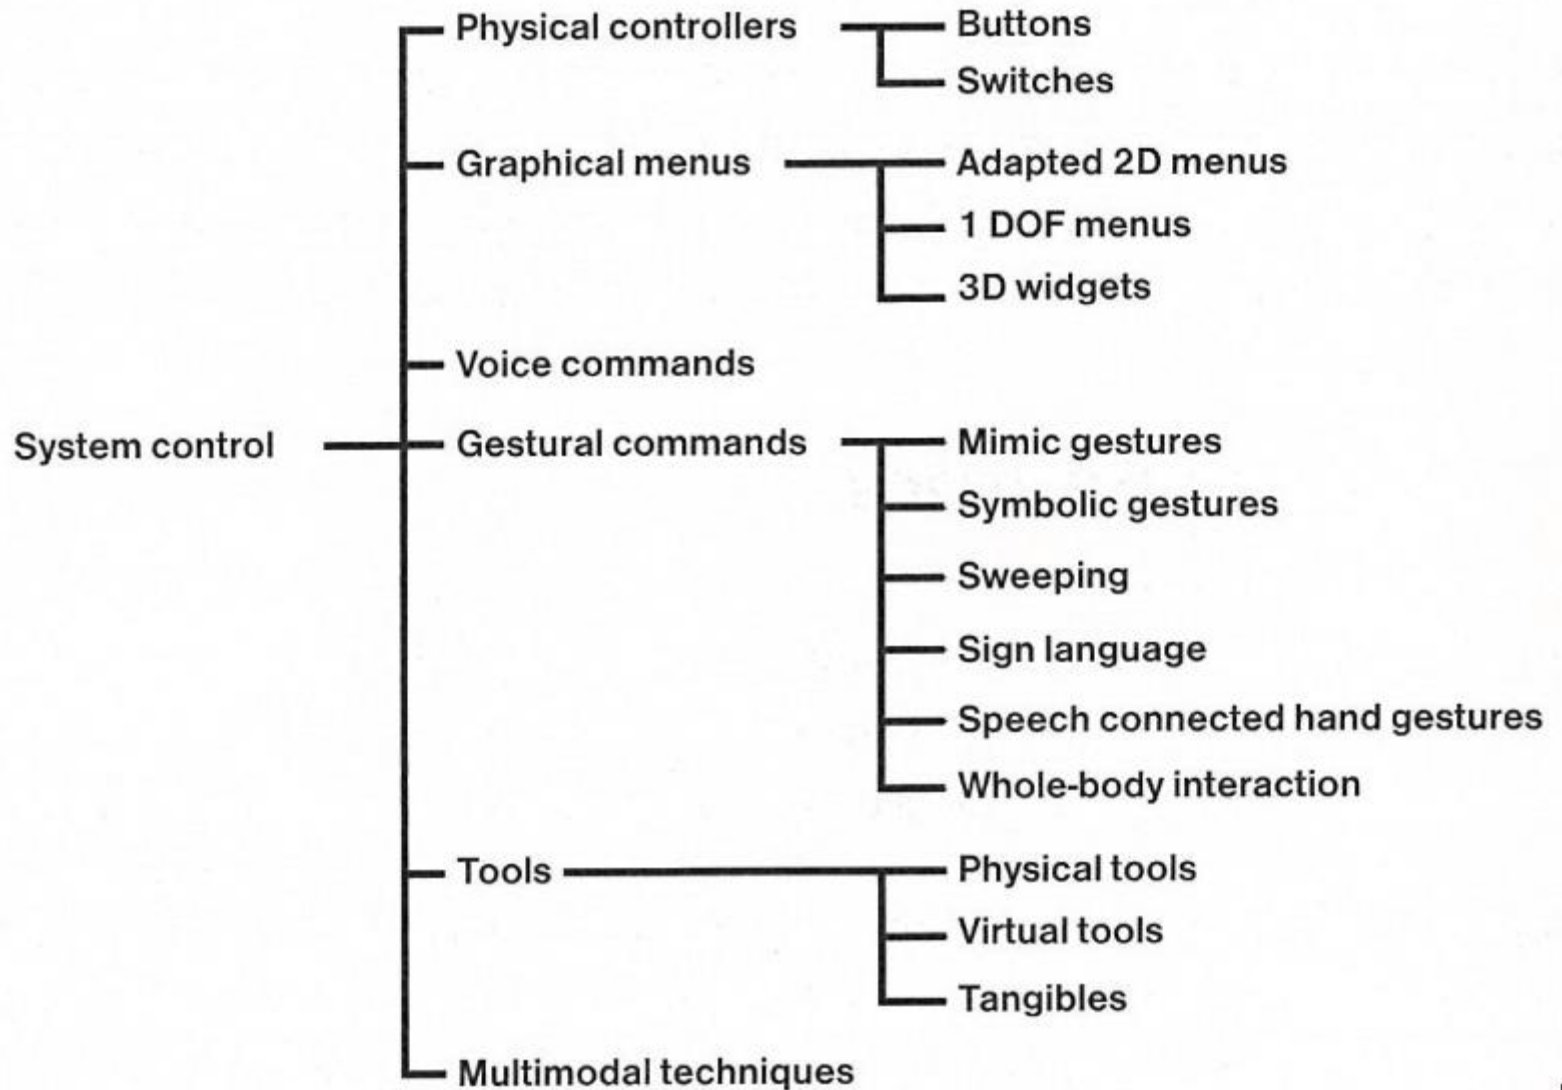 Physical controllers
Buttons
Switches
Graphical menus
Adapted 2D menus
1 DOF menus
3D widgets
Voice commands
System control
Gestural commands
Mimic gestures
Symbolic gestures
Sweeping
Sign language
Speech connected hand gestures
Whole-body interaction
Tools
Physical tools
Virtual tools
Tangibles
Multimodal techniques